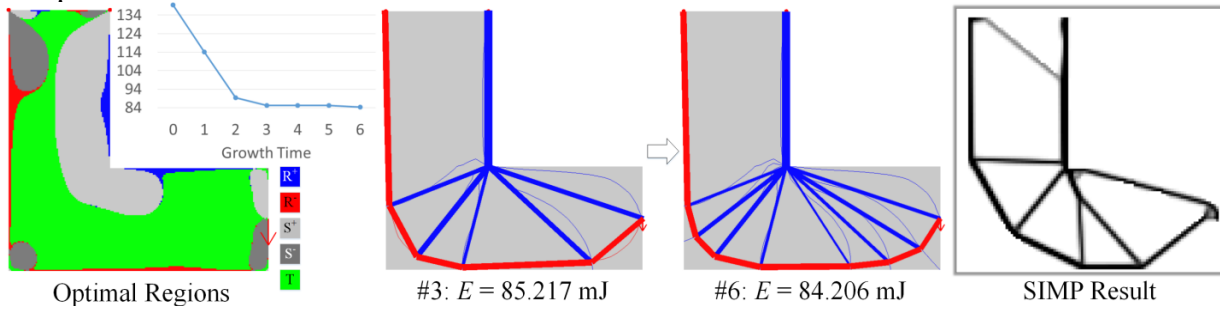 134
124
114
104
94
84
0 1 2 3 4 5 6
Growth Time
R⁺
R⁻
S⁺
S⁻
T
Optimal Regions
#3: E = 85.217 mJ
#6: E = 84.206 mJ
SIMP Result